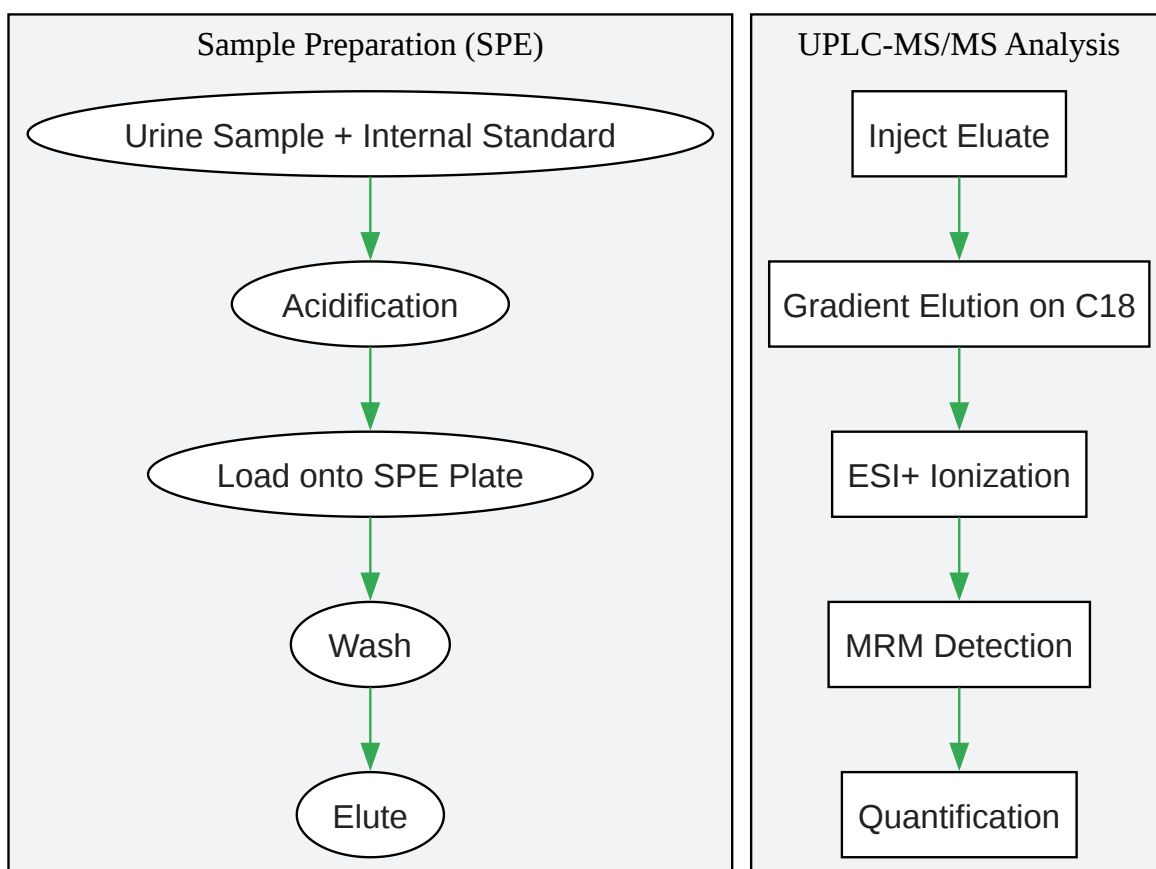 Sample Preparation (SPE)
Urine Sample + Internal Standard
Acidification
Load onto SPE Plate
Wash
Elute
UPLC-MS/MS Analysis
Inject Eluate
Gradient Elution on C18
ESI+ Ionization
MRM Detection
Quantification